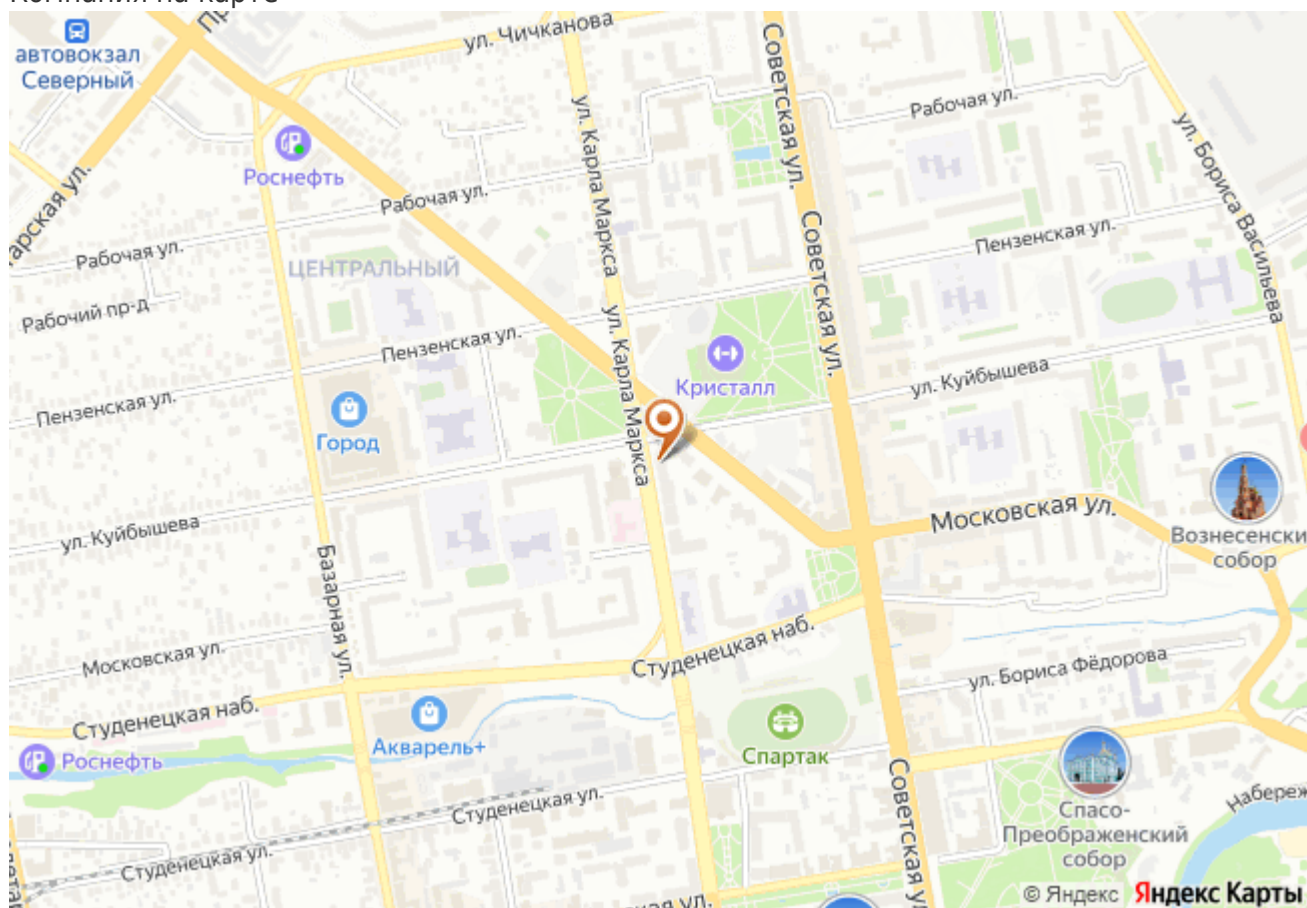 автовокзал
Северный
ул. Чичканова
Советская ул.
Рабочая ул.
ул. Бориса Васильева
Роснефть
ул. Карла Маркса
Рабочая ул.
Рабочая ул.
ЦЕНТРАЛЬНЫЙ
Советская ул.
Пензенская ул.
Рабочий пр-д
ул. Карла Маркса
Пензенская ул.
Кристалл
ул. Куйбышева
Пензенская ул.
Город
ул. Куйбышева
Московская ул.
Вознесенски
собор
Базарная ул.
Студенецкая наб.
Московская ул.
ул. Бориса Фёдорова
Студенецкая наб.
Акварель+
Спартак
Роснефть
Советская у
Студенецкая ул.
Спасо-
Преображенский
собор
Набереж
Студенецкая ул.
© Яндекс Яндекс Карты